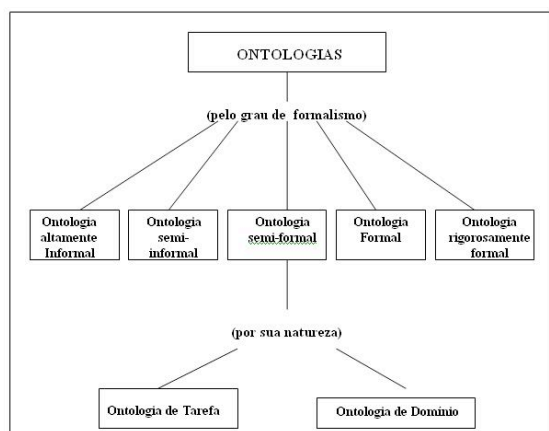 ONTOLOGIAS
(pelo grau de formalismo)
Ontologia
altamente
Informal
Ontologia
semi-
informal
Ontologia
semi-formal
Ontologia
Formal
Ontologia
rigorosamente
formal
(por sua natureza)
Ontologia de Tarefa
Ontologia de Domínio